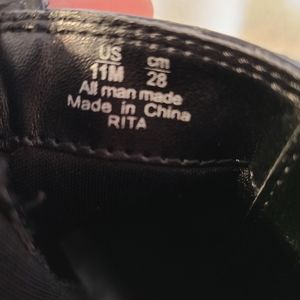 US cm
11M 28
All man made
Made in China
RITA